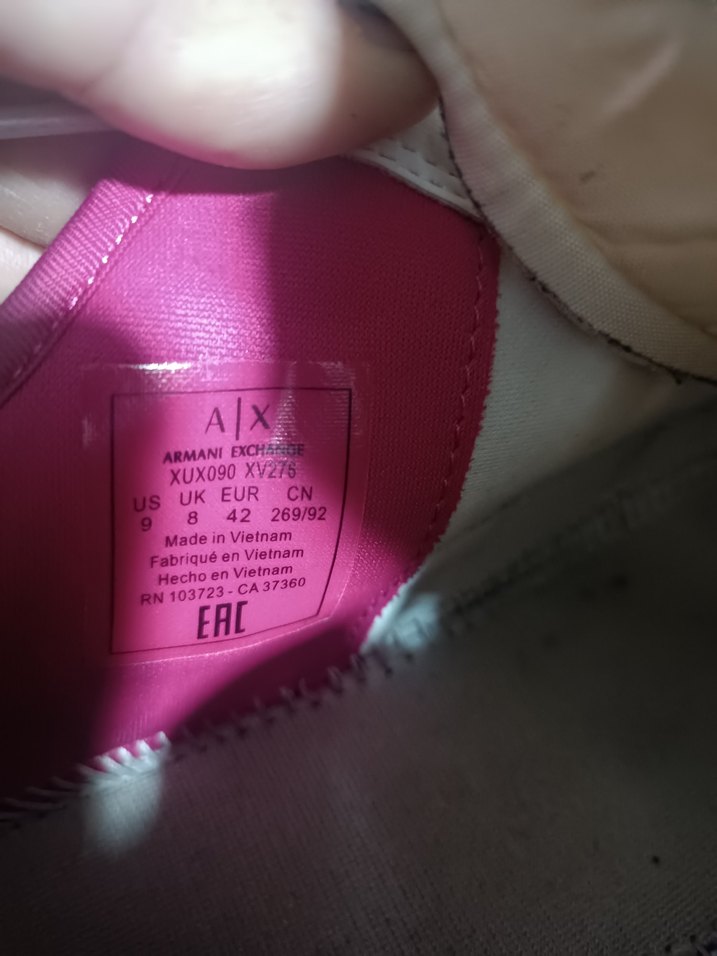 A|X
ARMANI EXCHANGE
XUX090 XV276
US UK EUR CN
9 8 42 269/92
Made in Vietnam
Fabriqué en Vietnam
Hecho en Vietnam
RN 103723 - CA 37360
EAC